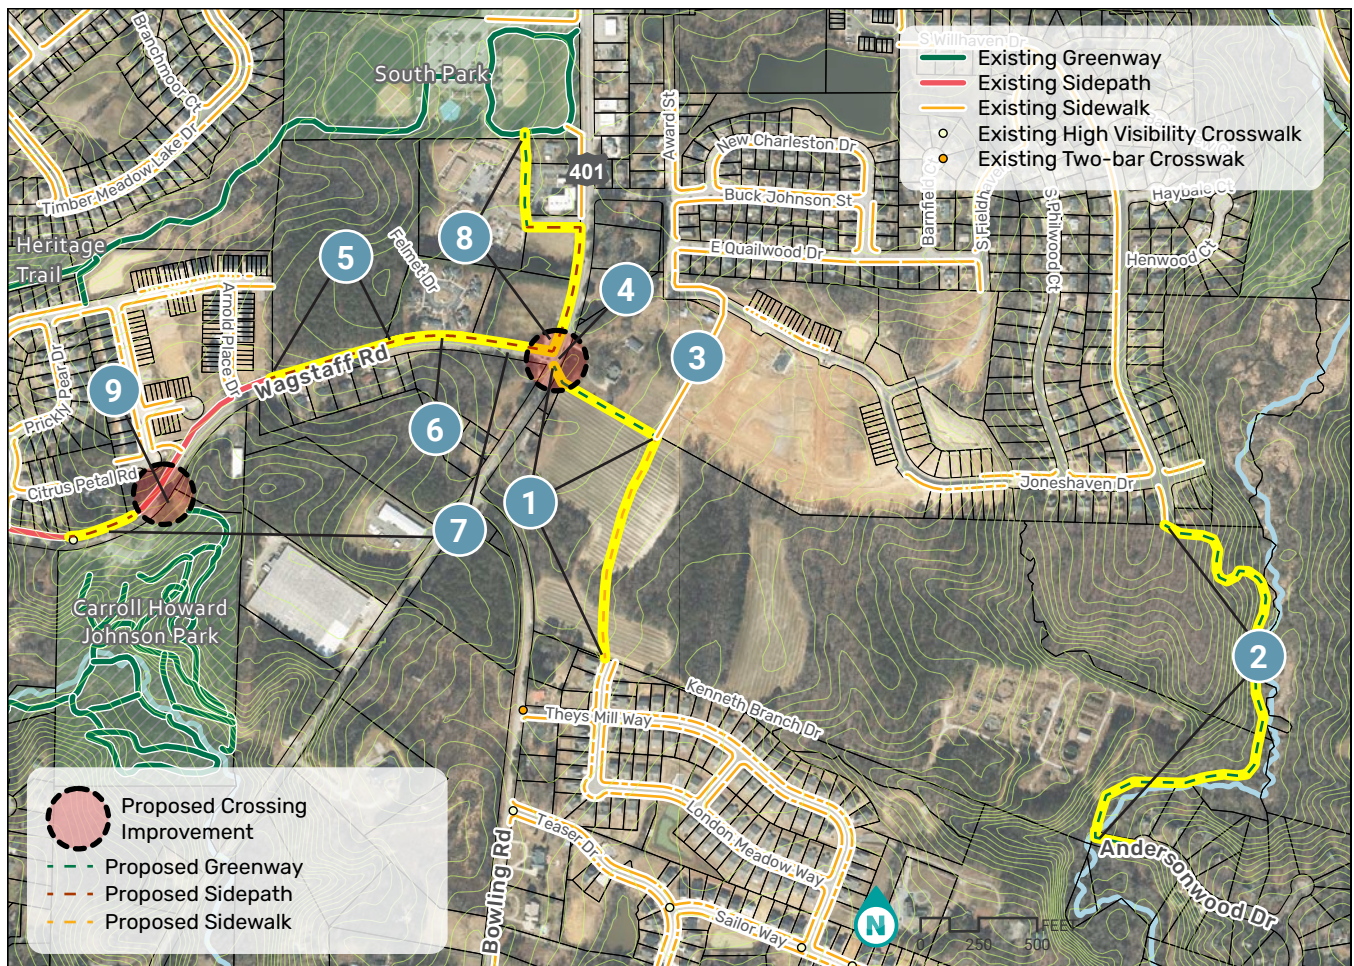 Branchmor Ct
South Park
S Willhaven Dr
Existing Greenway
Existing Sidepath
Existing Sidewalk
Existing High Visibility Crosswalk
Existing Two-bar Crosswak
Award St
New Charleston Dr
Timber Meadow Lake Dr
401
Buck Johnson St
Barnfield Ct
S Fieldhaven
S Philwood Ct
Haybale Ct
Heritage
Trail
Felmet Dr
8
5
4
E Quailwood Dr
Henwood Ct
Arnold Place Dr
Prickly Pear Dr
9
Wagstaff Rd
3
6
Citrus Petal Rd
1
7
Joneshaven Dr
Carroll Howard
Johnson Park
2
Kenneth Branch Dr
Theys Mill Way
London Meadow Way
Teaser Dr
Bowling Rd
Sailor Way
Andersonwood Dr
Proposed Crossing
Improvement
Proposed Greenway
Proposed Sidepath
Proposed Sidewalk
N
FEET
0 250 500